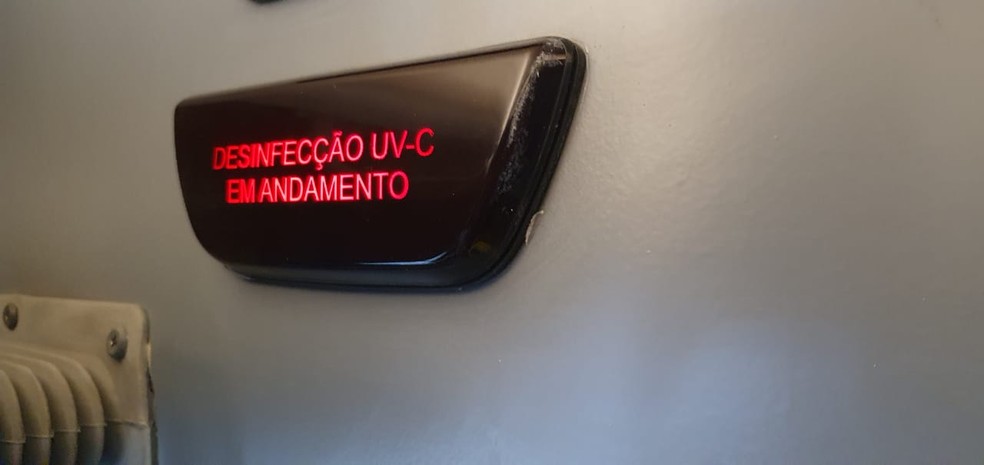 DESINFECÇÃO UV-C
EM ANDAMENTO